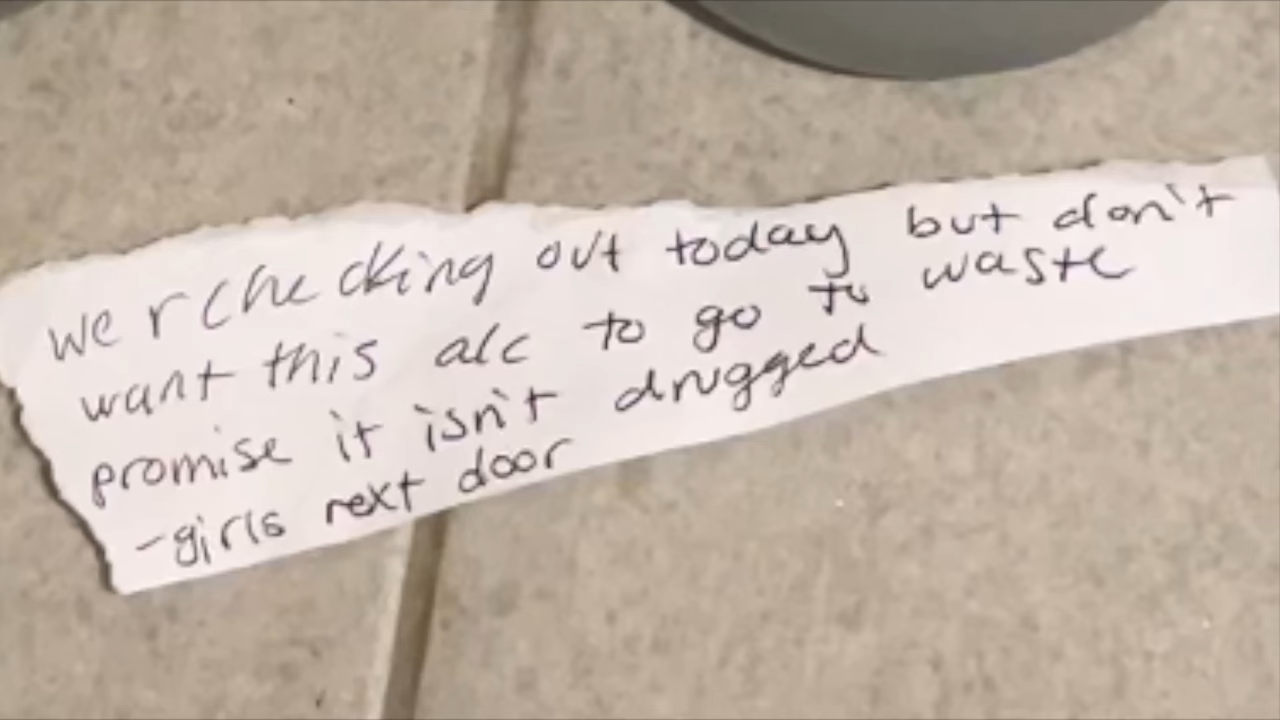 we r checking out today but don't
want this alc to go to waste
promise it isn't drugged
-girls next door